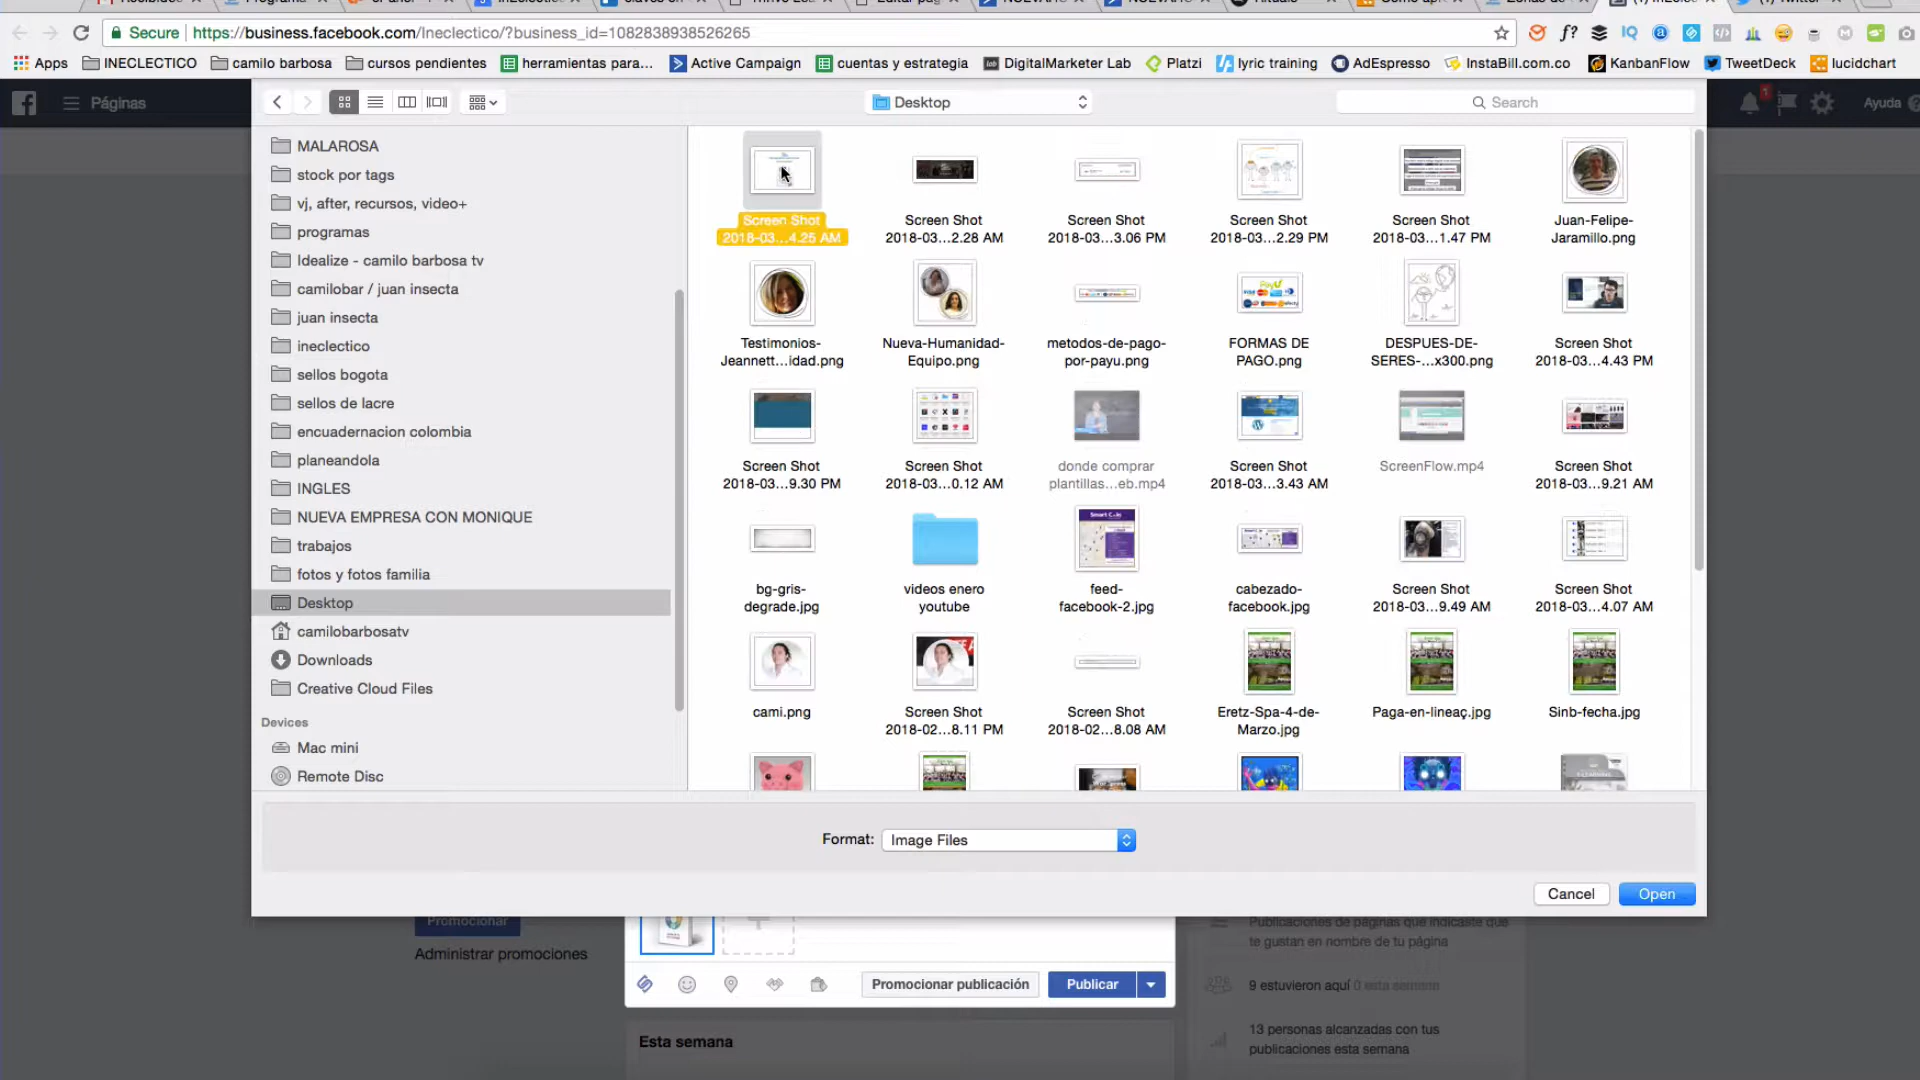 Secure | https://business.facebook.com/Ineclectico/?business_id=1082838938526265
Apps INECLECTICO camilo barbosa cursos pendientes herramientas para... Active Campaign cuentas y estrategia DigitalMarketer Lab Platzi lyric training AdEspresso InstaBill.com.co KanbanFlow TweetDeck lucidchart
Páginas
Desktop
Search
1
Ayuda
MALAROSA
stock por tags
vj, after, recursos, video+
programas
Idealize - camilo barbosa tv
camilobar / juan insecta
juan insecta
ineclectico
sellos bogota
sellos de lacre
encuadernacion colombia
planeandola
INGLES
NUEVA EMPRESA CON MONIQUE
trabajos
fotos y fotos familia
Desktop
camilobarbosatv
Downloads
Creative Cloud Files
Devices
Mac mini
Remote Disc
Screen Shot
2018-03...4.25 AM
Screen Shot
2018-03...2.28 AM
Screen Shot
2018-03...3.06 PM
Screen Shot
2018-03...2.29 PM
Screen Shot
2018-03...1.47 PM
Juan-Felipe-
Jaramillo.png
Testimonios-
Jeannett...idad.png
Nueva-Humanidad-
Equipo.png
metodos-de-pago-
por-payu.png
FORMAS DE
PAGO.png
DESPUES-DE-
SERES-...x300.png
Screen Shot
2018-03...4.43 PM
Screen Shot
2018-03...9.30 PM
Screen Shot
2018-03...0.12 AM
donde comprar
plantillas...eb.mp4
Screen Shot
2018-03...3.43 AM
ScreenFlow.mp4
Screen Shot
2018-03...9.21 AM
bg-gris-
degrade.jpg
videos enero
youtube
feed-
facebook-2.jpg
cabezado-
facebook.jpg
Screen Shot
2018-03...9.49 AM
Screen Shot
2018-03...4.07 AM
cami.png
Screen Shot
2018-02...8.11 PM
Screen Shot
2018-02...8.08 AM
Eretz-Spa-4-de-
Marzo.jpg
Paga-en-lineaç.jpg
Sinb-fecha.jpg
Format: Image Files
Cancel Open
Promocionar
Administrar promociones
Promocionar publicación Publicar
Esta semana
Publicaciones de páginas que indicaste que
te gustan en nombre de tu página
9 estuvieron aquí 0 esta semana
13 personas alcanzadas con tus
publicaciones esta semana